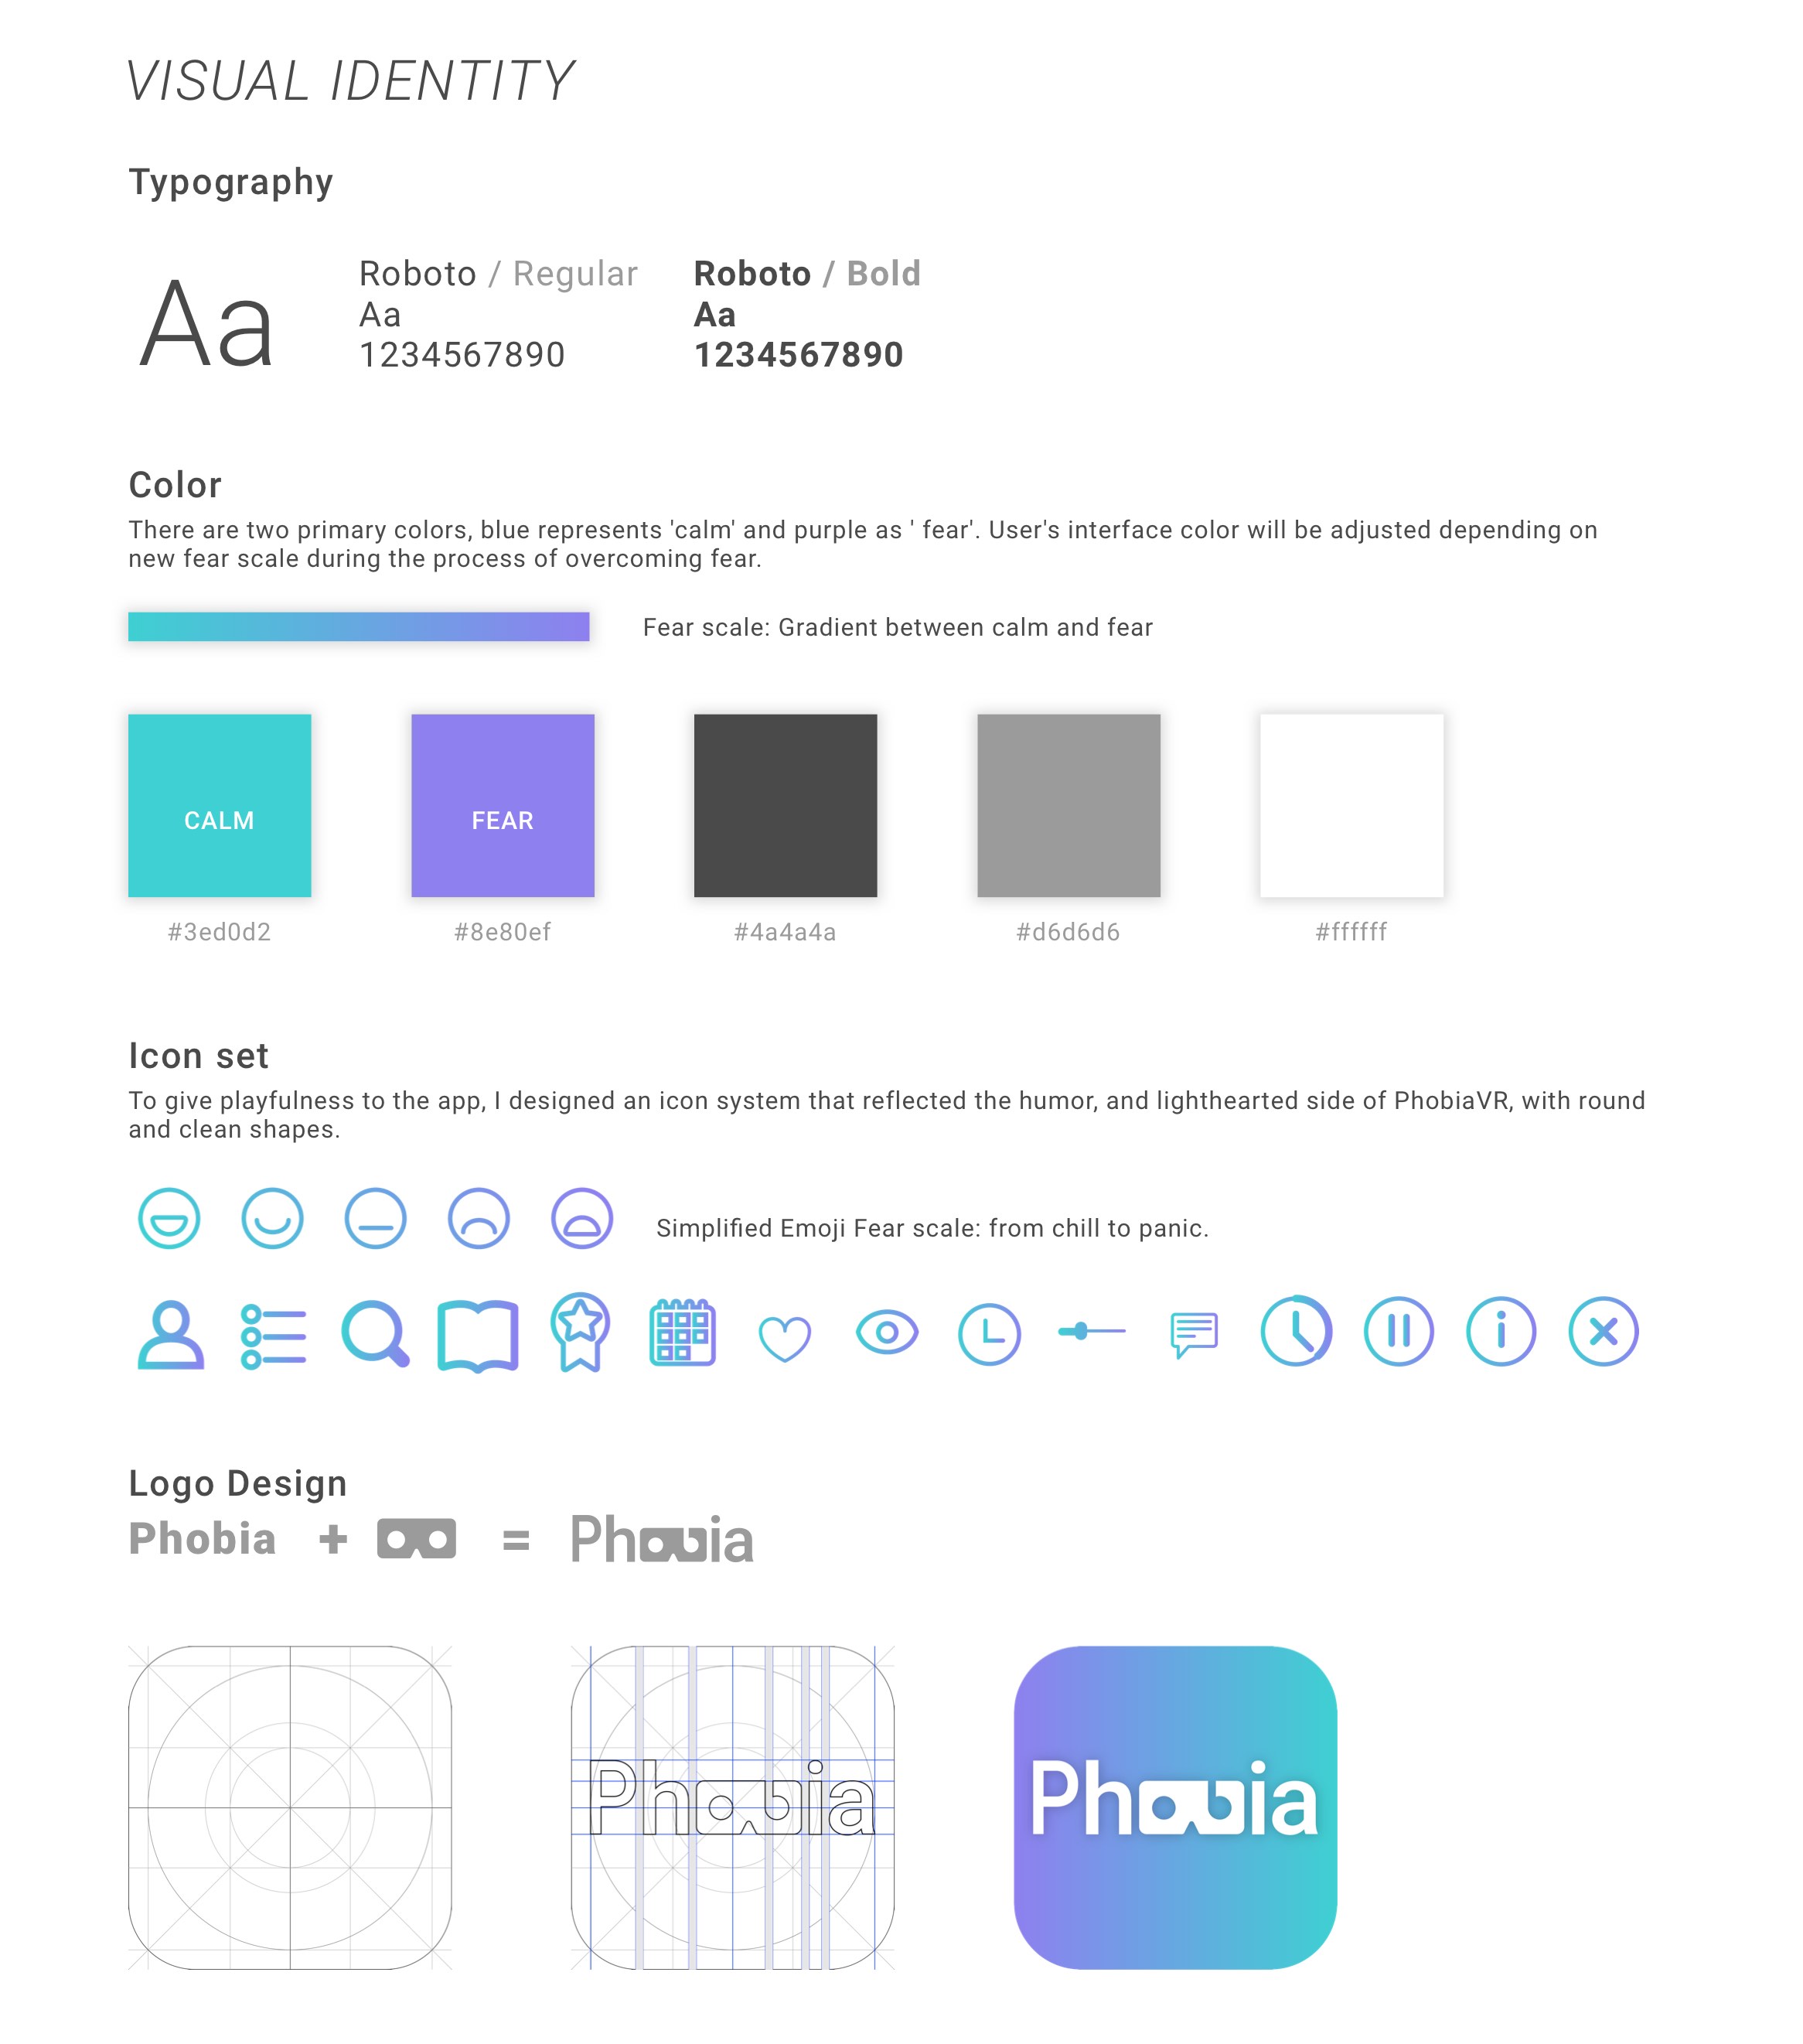 VISUAL IDENTITY
Typography
Aa
Roboto / Regular
Aa
1234567890
Roboto / Bold
Aa
1234567890
Color
There are two primary colors, blue represents 'calm' and purple as ' fear'. User's interface color will be adjusted depending on
new fear scale during the process of overcoming fear.
Fear scale: Gradient between calm and fear
CALM
FEAR
#3ed0d2
#8e80ef
#4a4a4a
#d6d6d6
#ffffff
Icon set
To give playfulness to the app, I designed an icon system that reflected the humor, and lighthearted side of PhobiaVR, with round
and clean shapes.
Simplified Emoji Fear scale: from chill to panic.
Logo Design
Phobia + = Phobia
Phobia
Phobia